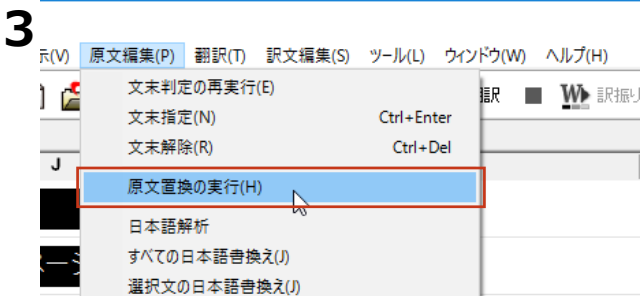 3
示(V) 原文編集(P) 翻訳(T) 訳文編集(S) ツール(L) ウィンドウ(W) ヘルプ(H)
文末判定の再実行(E)
訳 訳振り
文末指定(N) Ctrl+Enter
文末解除(R) Ctrl+Del
J
原文置換の実行(H)
日本語解析
すべての日本語書換え(J)
選択文の日本語書換え(J)